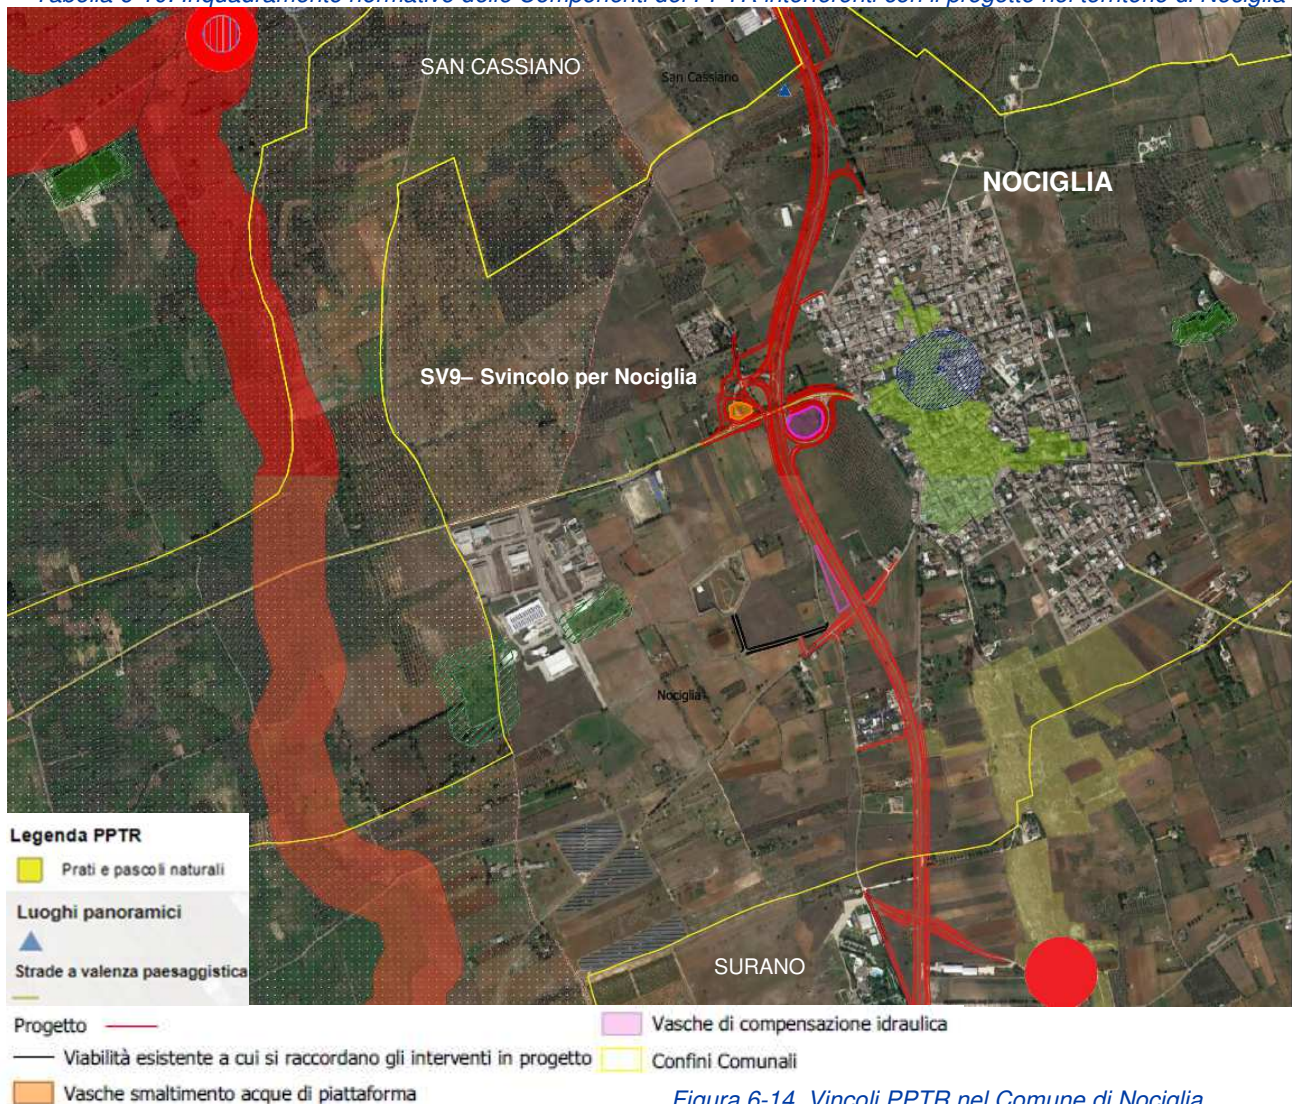 Tabella 6-10: Inquadramento normativo delle Componenti del PPTR interferenti con il progetto nel territorio di Nociglia
SAN CASSIANO
San Cassiano
NOCIGLIA
SV9– Svincolo per Nociglia
Nociglia
SURANO
Legenda PPTR
Prati e pascoli naturali
Luoghi panoramici
Strade a valenza paesaggistica
Progetto
Viabilità esistente a cui si raccordano gli interventi in progetto
Vasche smaltimento acque di piattaforma
Vasche di compensazione idraulica
Confini Comunali
Figura 6-14 Vincoli PPTR nel Comune di Nociglia